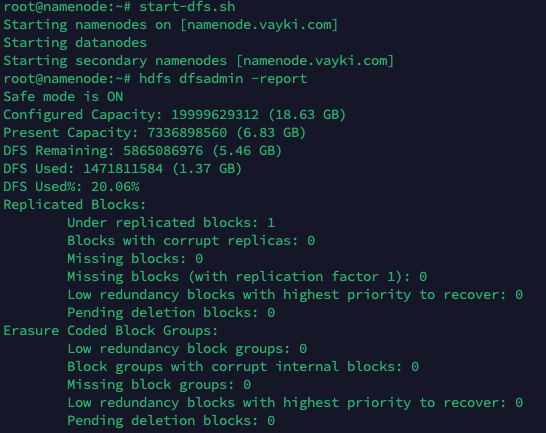 root@namenode:~# start-dfs.sh
Starting namenodes on [namenode.vayki.com]
Starting datanodes
Starting secondary namenodes [namenode.vayki.com]
root@namenode:~# hdfs dfsadmin -report
Safe mode is ON
Configured Capacity: 19999629312 (18.63 GB)
Present Capacity: 7336898560 (6.83 GB)
DFS Remaining: 5865086976 (5.46 GB)
DFS Used: 1471811584 (1.37 GB)
DFS Used%: 20.06%
Replicated Blocks:
        Under replicated blocks: 1
        Blocks with corrupt replicas: 0
        Missing blocks: 0
        Missing blocks (with replication factor 1): 0
        Low redundancy blocks with highest priority to recover: 0
        Pending deletion blocks: 0
Erasure Coded Block Groups:
        Low redundancy block groups: 0
        Block groups with corrupt internal blocks: 0
        Missing block groups: 0
        Low redundancy blocks with highest priority to recover: 0
        Pending deletion blocks: 0